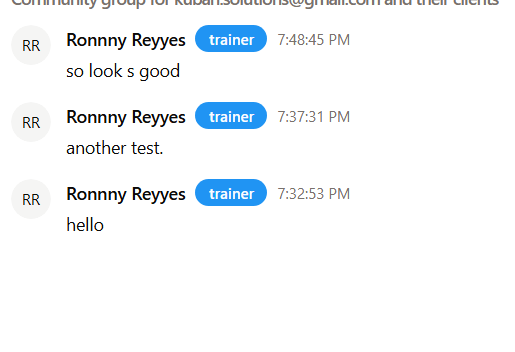 Community group for kuban.solutions@gmail.com and their clients
RR Ronnny Reyyes trainer 7:48:45 PM
so look s good
RR Ronnny Reyyes trainer 7:37:31 PM
another test.
RR Ronnny Reyyes trainer 7:32:53 PM
hello